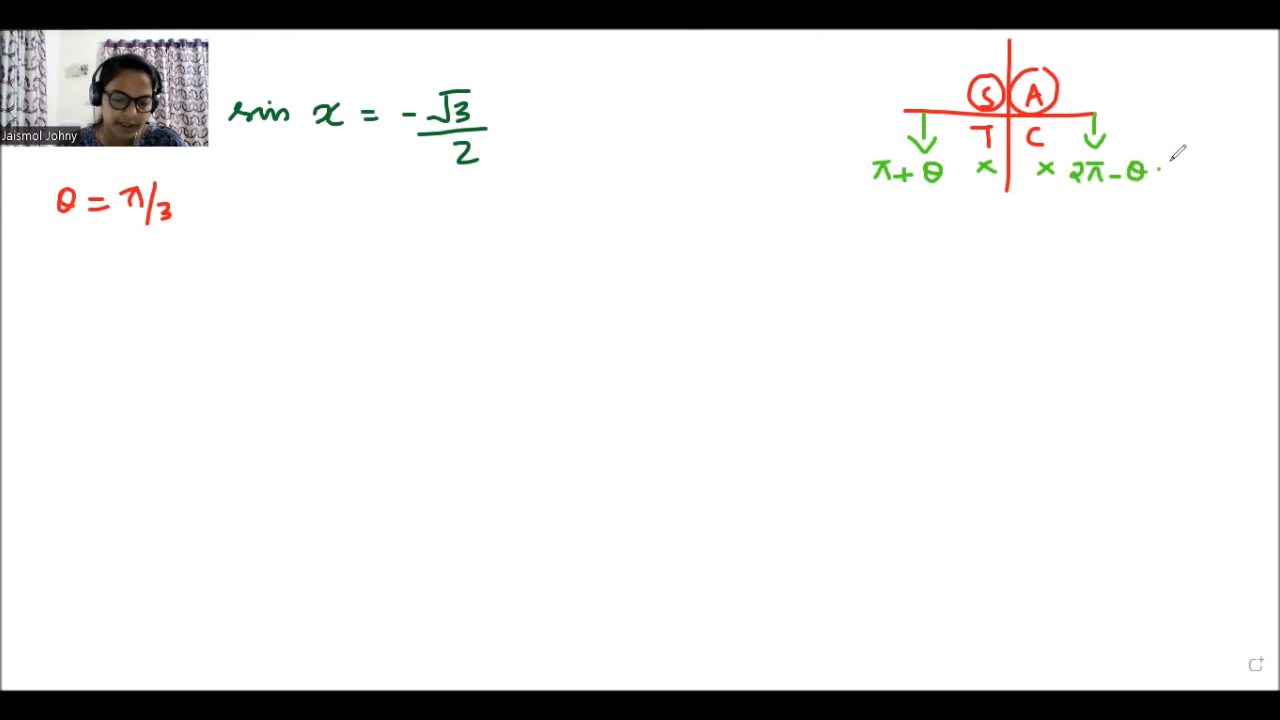 Jaismol Johny
sin x = -√3/2
θ = π/3
S A
T C
π+θ × × 2π-θ .